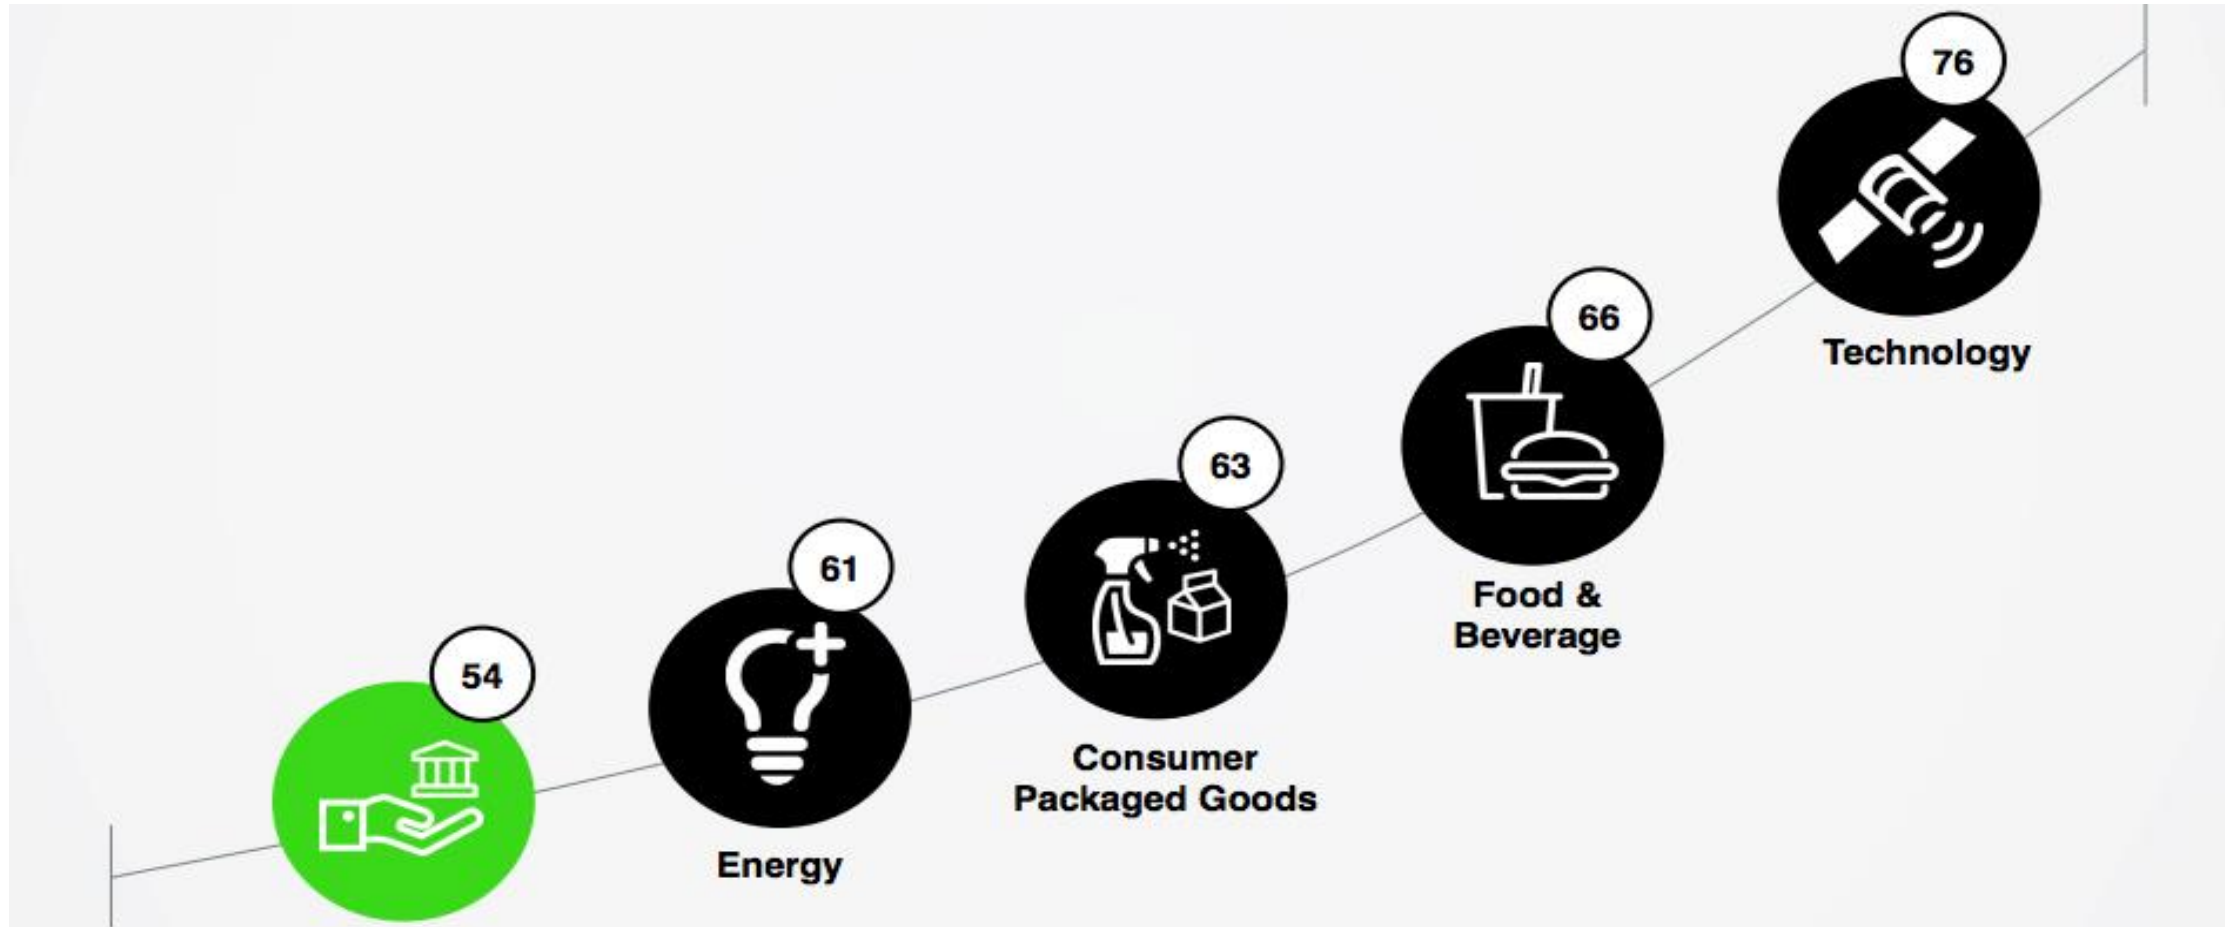 54
61
Energy
63
Consumer
Packaged Goods
66
Food &
Beverage
76
Technology